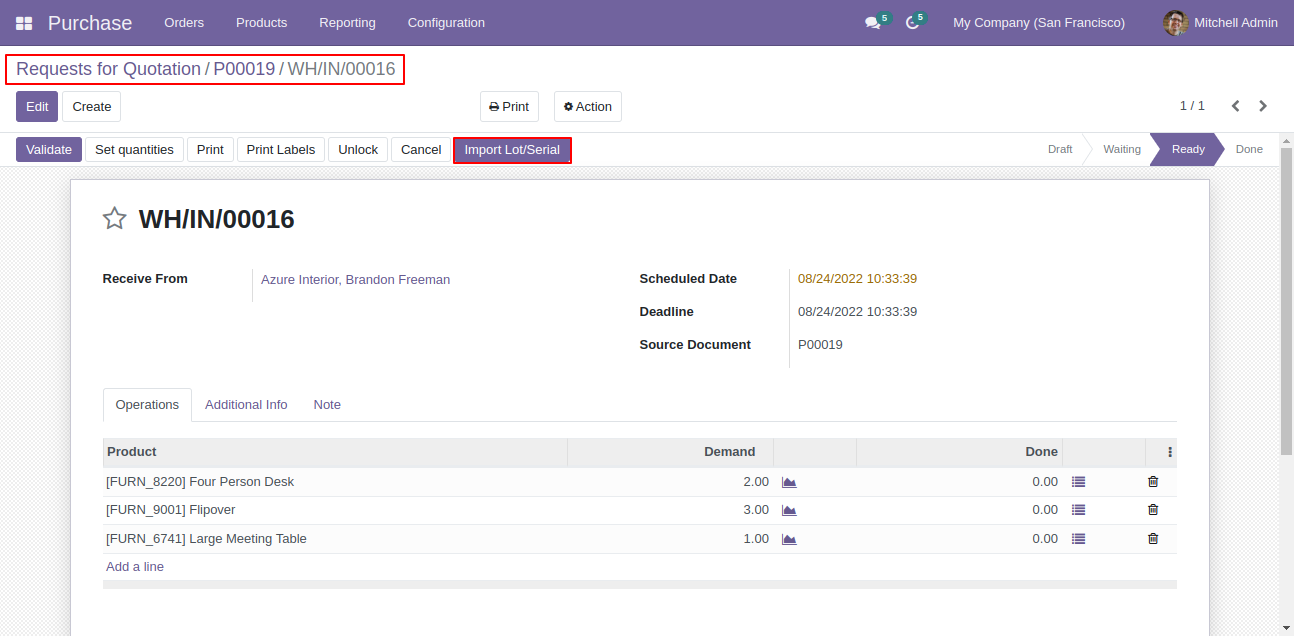 Purchase Orders Products Reporting Configuration 5 5 My Company (San Francisco) Mitchell Admin
Requests for Quotation / P00019 / WH/IN/00016
Edit Create Print Action 1 / 1
Validate Set quantities Print Print Labels Unlock Cancel Import Lot/Serial Draft Waiting Ready Done
WH/IN/00016
Receive From Azure Interior, Brandon Freeman Scheduled Date 08/24/2022 10:33:39
Deadline 08/24/2022 10:33:39
Source Document P00019
Operations Additional Info Note
Product Demand Done
[FURN_8220] Four Person Desk 2.00 0.00
[FURN_9001] Flipover 3.00 0.00
[FURN_6741] Large Meeting Table 1.00 0.00
Add a line